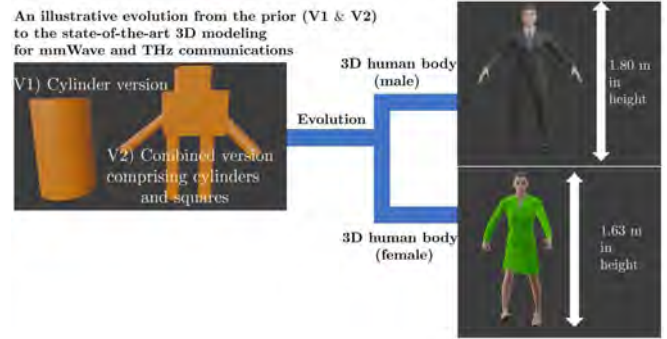 An illustrative evolution from the prior (V1 & V2)
to the state-of-the-art 3D modeling
for mmWave and THz communications
V1) Cylinder version
V2) Combined version
comprising cylinders
and squares
Evolution
3D human body
(male)
1.80 m
in
height
3D human body
(female)
1.63 m
in
height